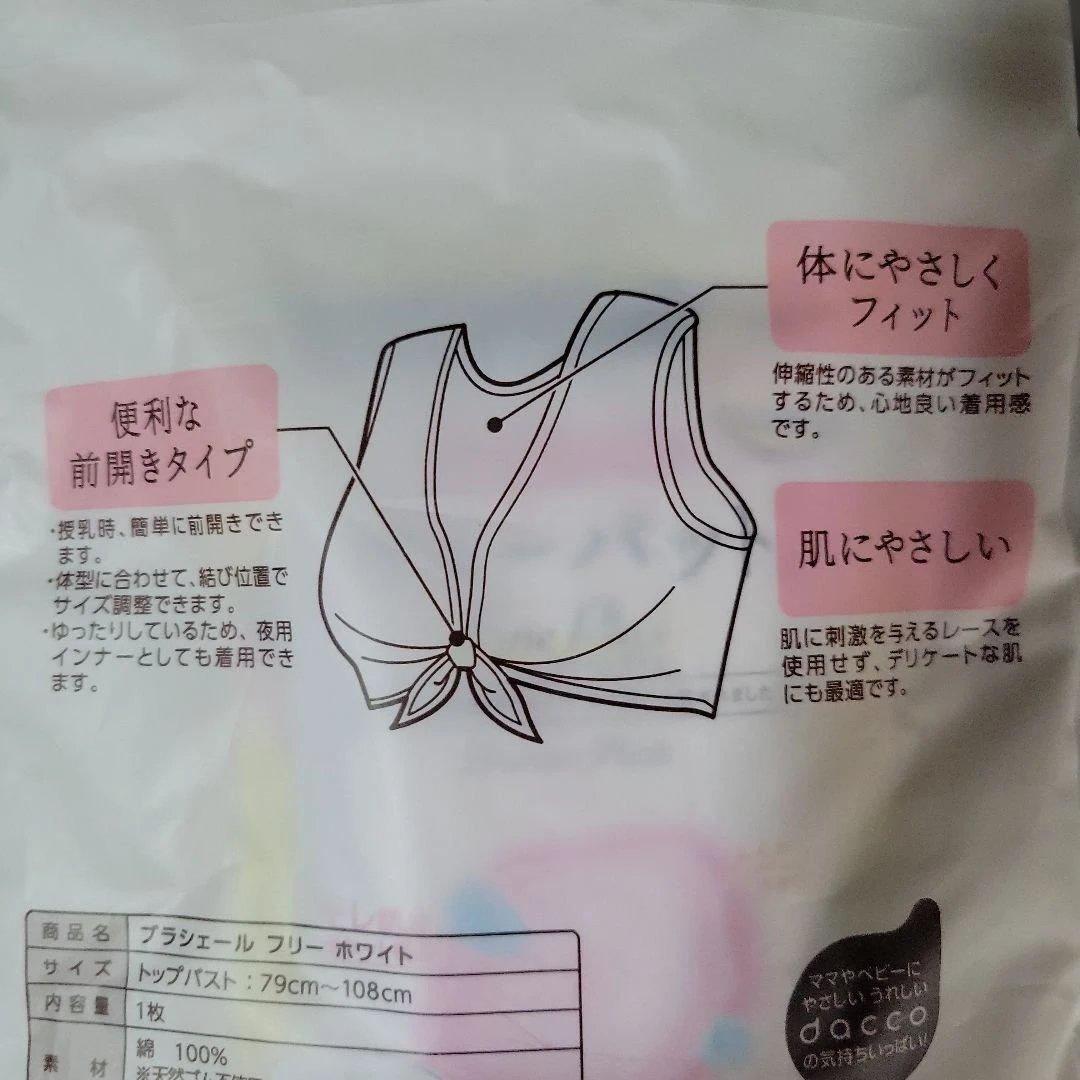 体にやさしく
フィット
伸縮性のある素材がフィット
するため、心地良い着用感
です。
便利な
前開きタイプ
・授乳時、簡単に前開きでき
ます。
・体型に合わせて、結び位置で
サイズ調整できます。
・ゆったりしているため、夜用
インナーとしても着用でき
ます。
肌にやさしい
肌に刺激を与えるレースを
使用せず、デリケートな肌
にも最適です。
商品名 ブラシェール フリー ホワイト
サイズ トップバスト：79cm〜108cm
内容量 1枚
素材 綿 100%
※天然ゴム不使用
ママやベビーに
やさしい うれしい
dacco
の気持ちいっぱい!